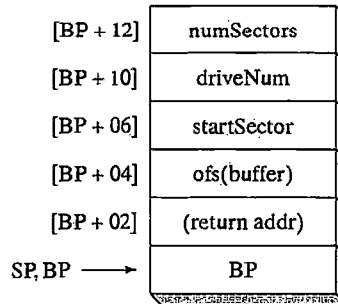 [BP + 12] numSectors
[BP + 10] driveNum
[BP + 06] startSector
[BP + 04] ofs(buffer)
[BP + 02] (return addr)
SP, BP BP